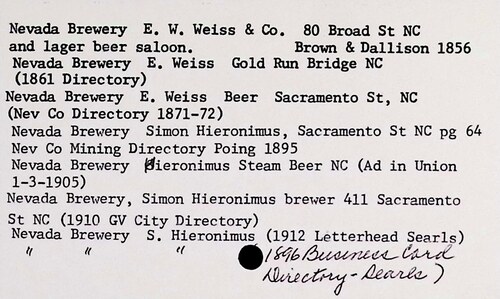 Nevada Brewery E. W. Weiss & Co. 80 Broad St NC
and lager beer saloon. Brown & Dallison 1856
Nevada Brewery E. Weiss Gold Run Bridge NC
(1861 Directory)
Nevada Brewery E. Weiss Beer Sacramento St, NC
(Nev Co Directory 1871-72)
Nevada Brewery Simon Hieronimus, Sacramento St NC pg 64
Nev Co Mining Directory Poing 1895
Nevada Brewery Hieronimus Steam Beer NC (Ad in Union
1-3-1905)
Nevada Brewery, Simon Hieronimus brewer 411 Sacramento
St NC (1910 GV City Directory)
Nevada Brewery S. Hieronimus (1912 Letterhead Searls)
" " " 1896 Business Card
Directory - Searls)